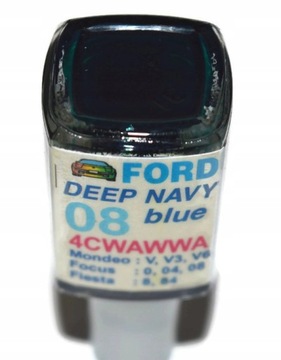 FORD
DEEP NAVY
08 blue
4CWAWWA
Mondeo : V, V3, V6
Focus : 0, 04, 08
Fiesta : 8, 84